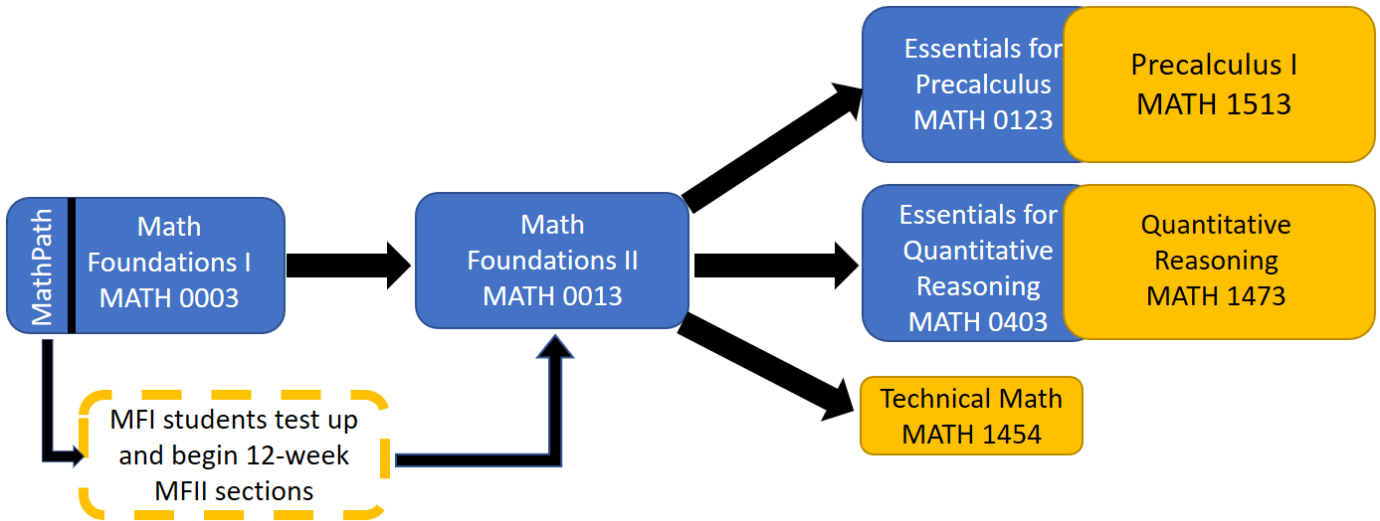 MathPath
Math
Foundations I
MATH 0003
MFI students test up
and begin 12-week
MFII sections
Math
Foundations II
MATH 0013
Essentials for
Precalculus
MATH 0123
Precalculus I
MATH 1513
Essentials for
Quantitative
Reasoning
MATH 0403
Quantitative
Reasoning
MATH 1473
Technical Math
MATH 1454